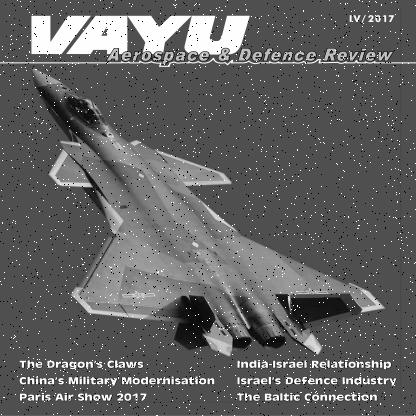 VAYU
LV/2017
Aerospace & Defence Review
The Dragon's Claws
China's Military Modernisation
Paris Air Show 2017
India-Israel Relationship
Israel's Defence Industry
The Baltic Connection